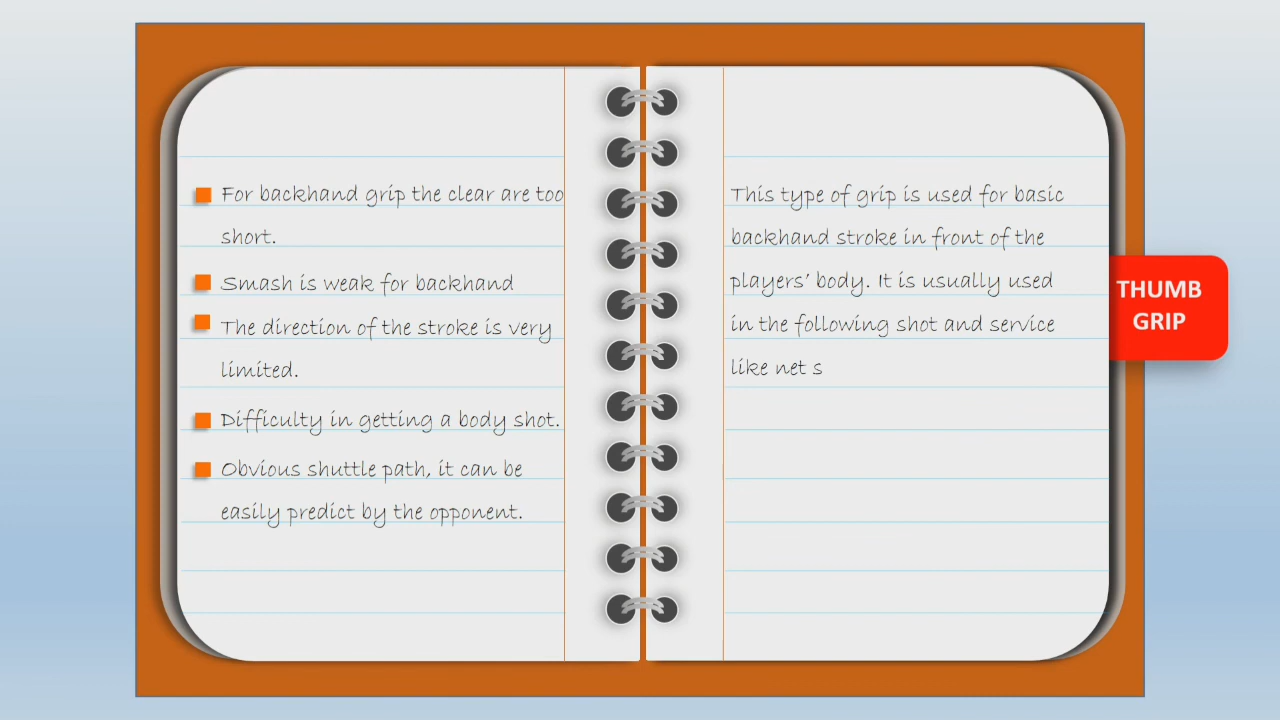 For backhand grip the clear are too
short.
Smash is weak for backhand
The direction of the stroke is very
limited.
Difficulty in getting a body shot.
Obvious shuttle path, it can be
easily predict by the opponent.
This type of grip is used for basic
backhand stroke in front of the
players' body. It is usually used
in the following shot and service
like net s
THUMB
GRIP